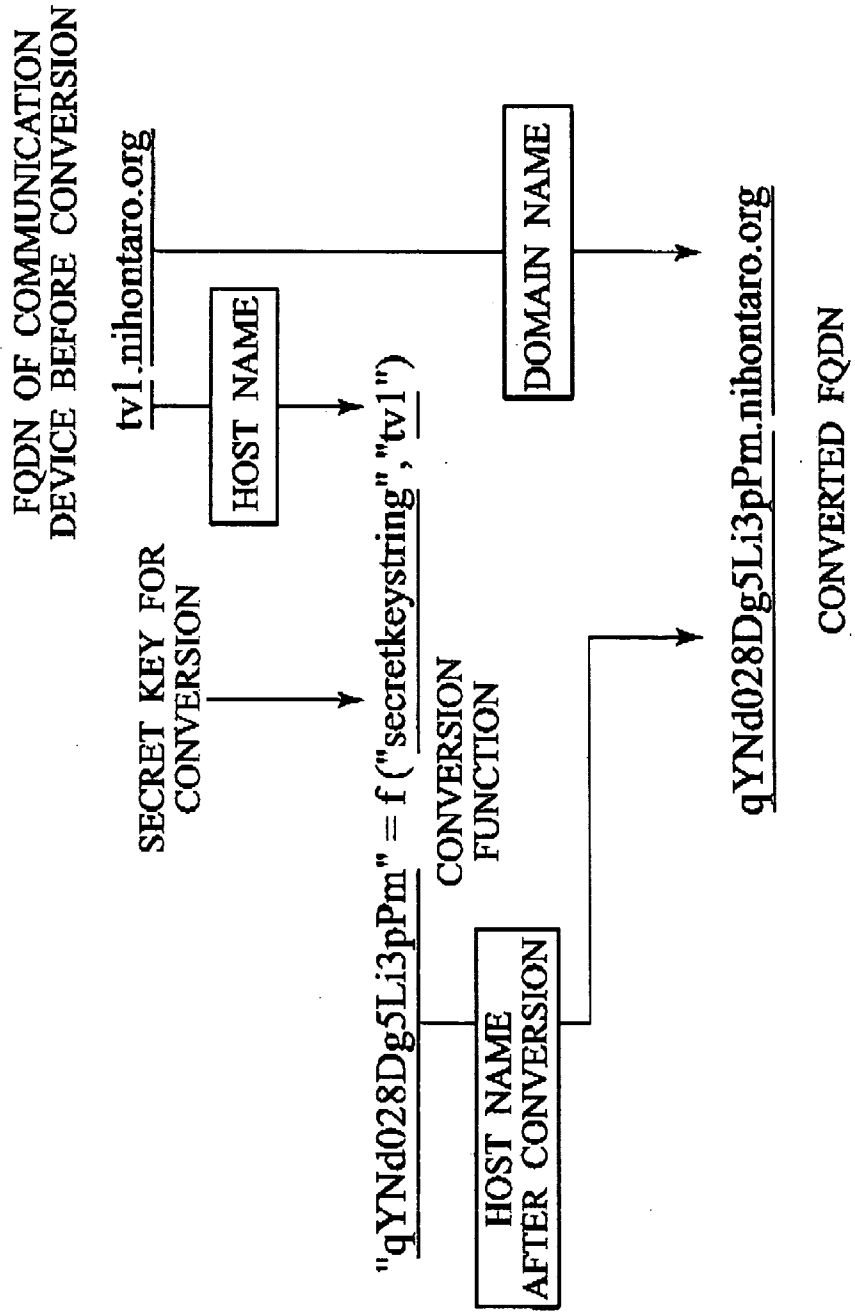 FQDN OF COMMUNICATION
DEVICE BEFORE CONVERSION
tv1.nihontaro.org
HOST NAME
SECRET KEY FOR
CONVERSION
"qYNd028Dg5Li3pPm" = f ("secretkeystring" , "tv1")
CONVERSION
FUNCTION
HOST NAME
AFTER CONVERSION
DOMAIN NAME
qYNd028Dg5Li3pPm.nihontaro.org
CONVERTED FQDN